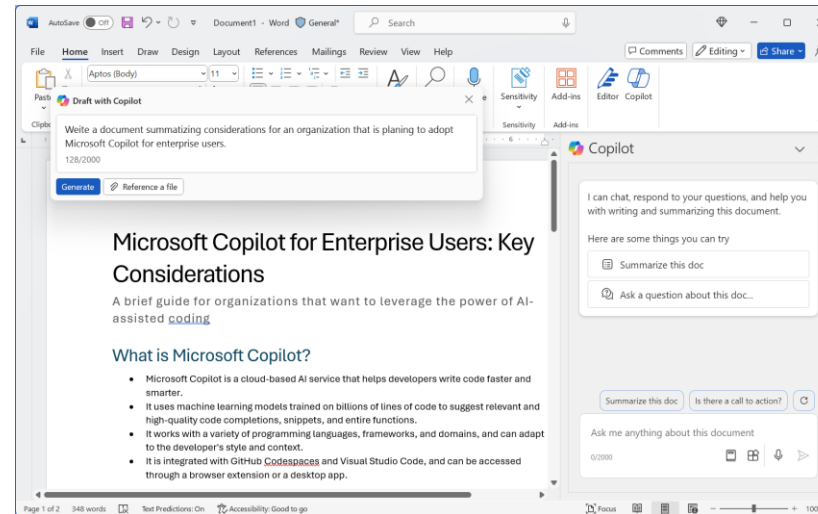 AutoSave Off Document1 - Word General* Search
File Home Insert Draw Design Layout References Mailings Review View Help Comments Editing Share
Aptos (Body) 11
Sensitivity Add-ins Editor Copilot
Sensitivity Add-ins
Draft with Copilot
Weite a document summatizing considerations for an organization that is planing to adopt
Microsoft Copilot for enterprise users.
128/2000
Generate Reference a file
6
Microsoft Copilot for Enterprise Users: Key
Considerations
A brief guide for organizations that want to leverage the power of AI-
assisted coding
What is Microsoft Copilot?
• Microsoft Copilot is a cloud-based AI service that helps developers write code faster and
smarter.
• It uses machine learning models trained on billions of lines of code to suggest relevant and
high-quality code completions, snippets, and entire functions.
• It works with a variety of programming languages, frameworks, and domains, and can adapt
to the developer's style and context.
• It is integrated with GitHub Codespaces and Visual Studio Code, and can be accessed
through a browser extension or a desktop app.
Copilot
I can chat, respond to your questions, and help you
with writing and summarizing this document.
Here are some things you can try
Summarize this doc
Ask a question about this doc...
Summarize this doc Is there a call to action?
Ask me anything about this document
0/2000
Page 1 of 2 348 words Text Predictions: On Accessibility: Good to go Focus 100